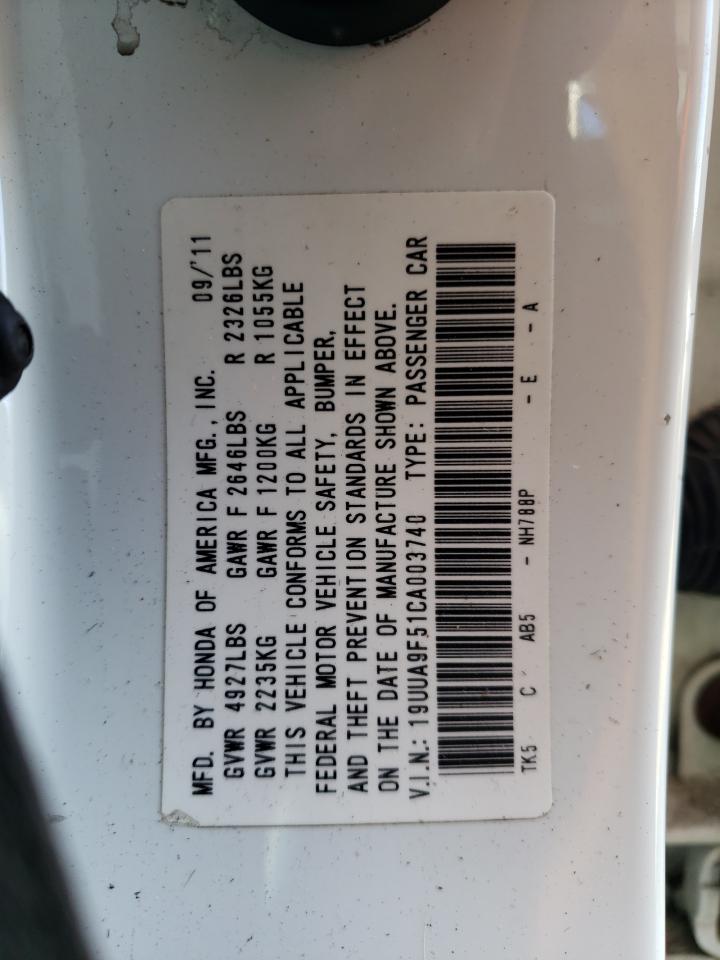 MFD. BY HONDA OF AMERICA MFG., INC. 09/'11
GVWR 4927LBS GAWR F 2646LBS R 2326LBS
GVWR 2235KG GAWR F 1200KG R 1055KG
THIS VEHICLE CONFORMS TO ALL APPLICABLE
FEDERAL MOTOR VEHICLE SAFETY, BUMPER,
AND THEFT PREVENTION STANDARDS IN EFFECT
ON THE DATE OF MANUFACTURE SHOWN ABOVE.
V.I.N.: 19UUA9F51CA003740 TYPE: PASSENGER CAR
TK5 C AB5 - NH788P - E - A